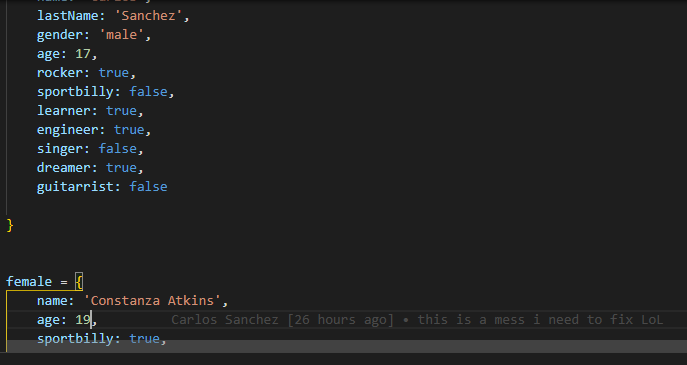 name: 'Carlos',
lastName: 'Sanchez',
gender: 'male',
age: 17,
rocker: true,
sportbilly: false,
learner: true,
engineer: true,
singer: false,
dreamer: true,
guitarrist: false
}
female = {
name: 'Constanza Atkins',
age: 19, Carlos Sanchez [26 hours ago] • this is a mess i need to fix LoL
sportbilly: true,